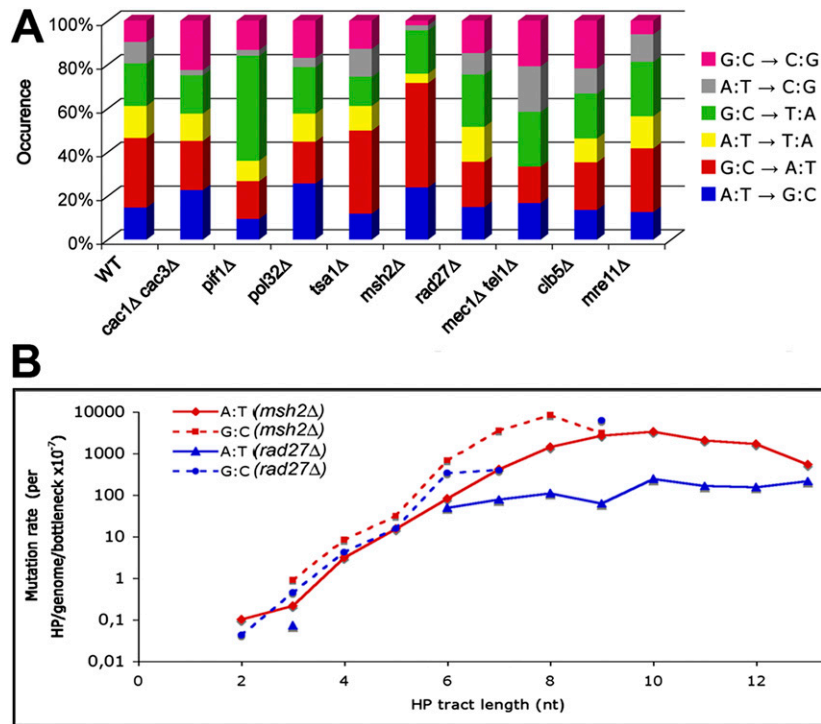 A
100%
80%
60%
40%
20%
0%
Occurence
WT
cac1Δ cac3Δ
pif1Δ
pol32Δ
tsa1Δ
msh2Δ
rad27Δ
mec1Δ tel1Δ
clb5Δ
mre11Δ
G:C → C:G
A:T → C:G
G:C → T:A
A:T → T:A
G:C → A:T
A:T → G:C
B
A:T (msh2Δ)
G:C (msh2Δ)
A:T (rad27Δ)
G:C (rad27Δ)
10000
1000
100
10
1
0,1
0,01
Mutation rate (per
HP/genome/bottleneck x10⁻⁷)
0 2 4 6 8 10 12
HP tract length (nt)